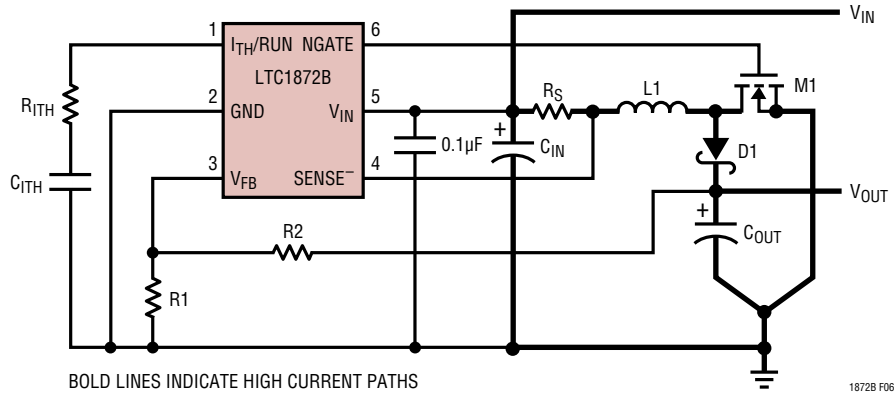 V_IN
1
I_TH/RUN NGATE
6
LTC1872B
M1
R_ITH
2
GND
V_IN
5
R_S
L1
+
0.1µF
C_IN
D1
C_ITH
3
V_FB
SENSE⁻
4
V_OUT
+
C_OUT
R2
R1
BOLD LINES INDICATE HIGH CURRENT PATHS
1872B F06